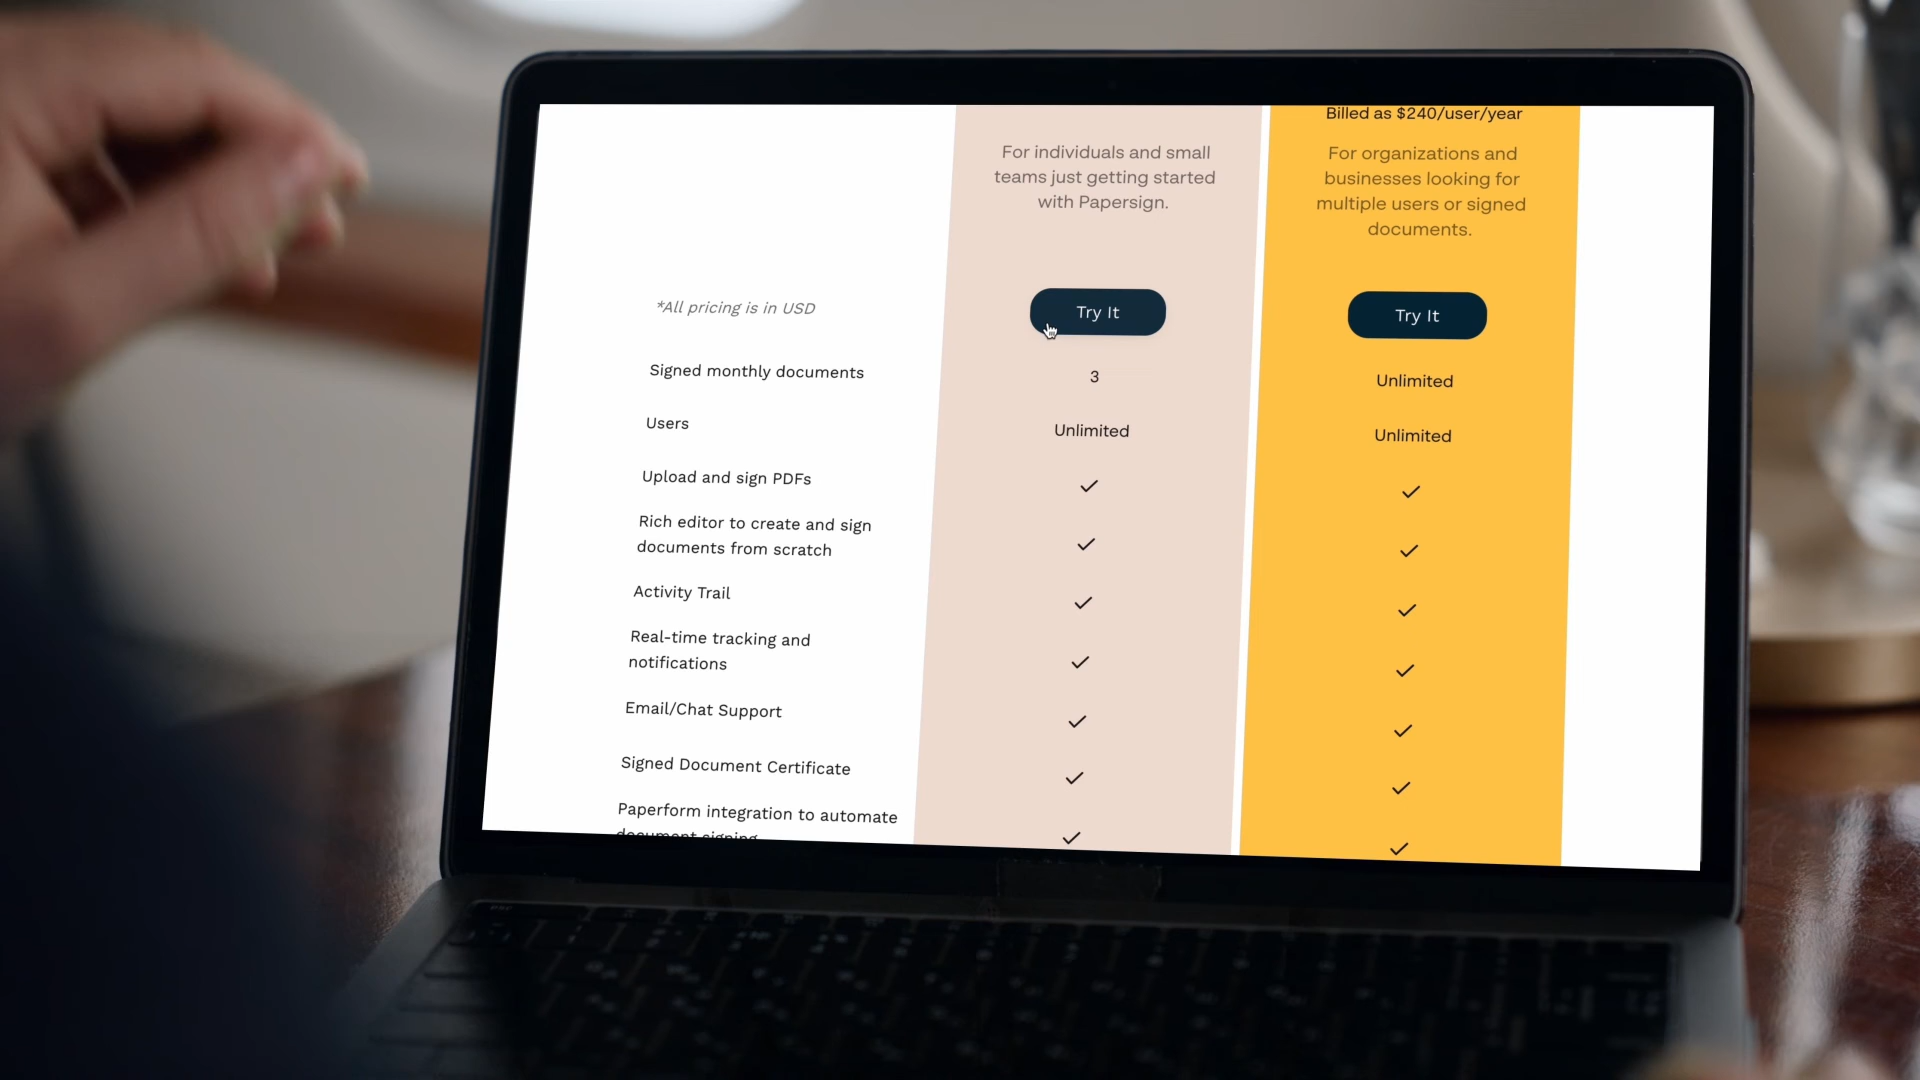 Billed as $240/user/year
For individuals and small
teams just getting started
with Papersign.
For organizations and
businesses looking for
multiple users or signed
documents.
*All pricing is in USD
Try It
Try It
Signed monthly documents
3
Unlimited
Users
Unlimited
Unlimited
Upload and sign PDFs
Rich editor to create and sign
documents from scratch
Activity Trail
Real-time tracking and
notifications
Email/Chat Support
Signed Document Certificate
Paperform integration to automate
document signing